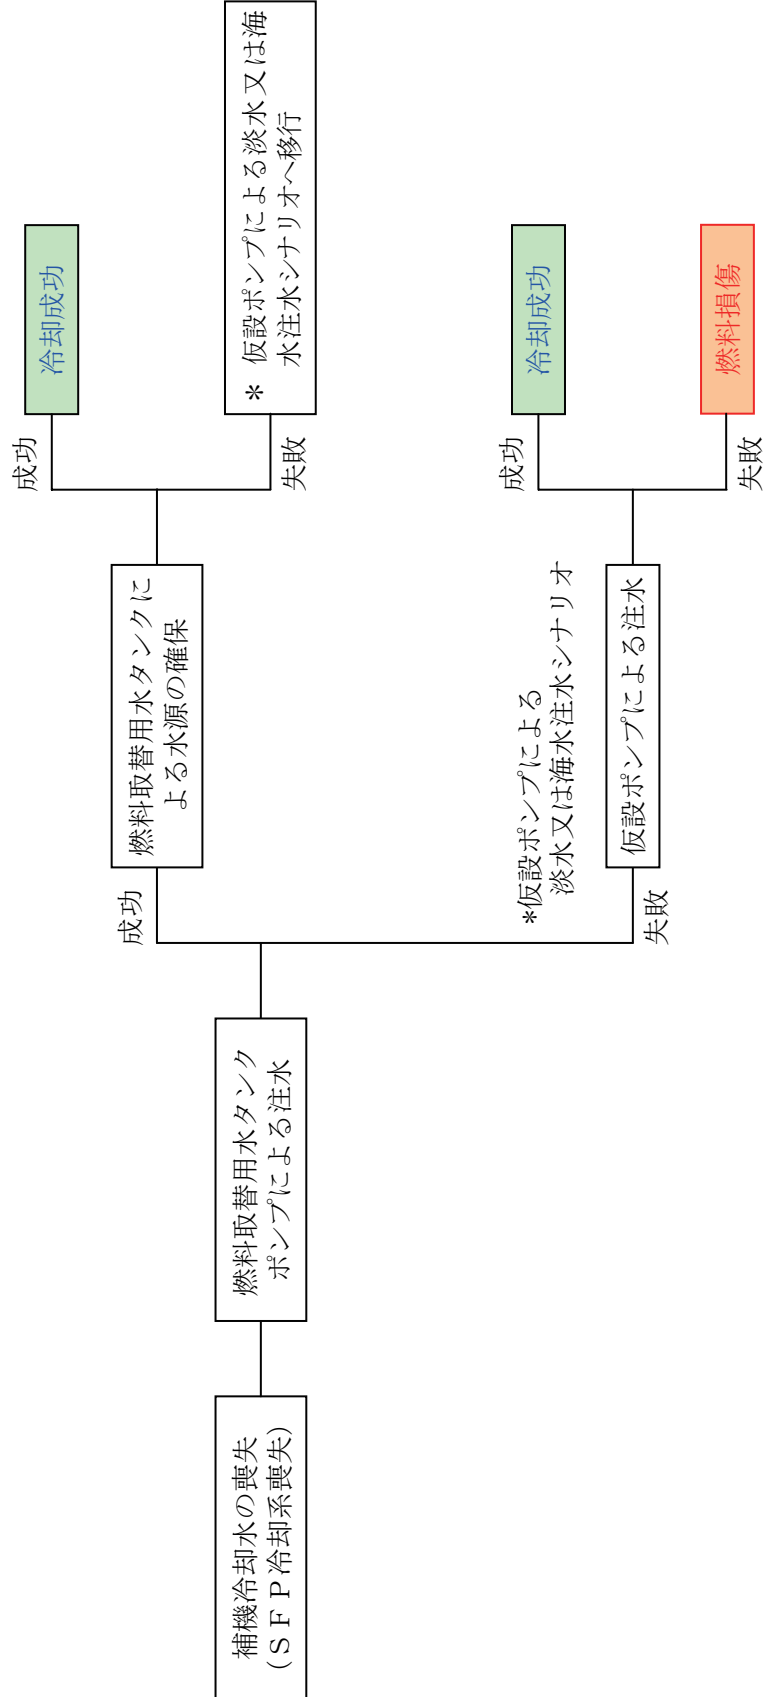 補機冷却水の喪失
(ＳＦＰ冷却系喪失)
燃料取替用水タンク
ポンプによる注水
成功
燃料取替用水タンクに
よる水源の確保
成功
冷却成功
失敗
＊ 仮設ポンプによる淡水又は海
水注水シナリオへ移行
失敗
*仮設ポンプによる
淡水又は海水注水シナリオ
仮設ポンプによる注水
成功
冷却成功
失敗
燃料損傷